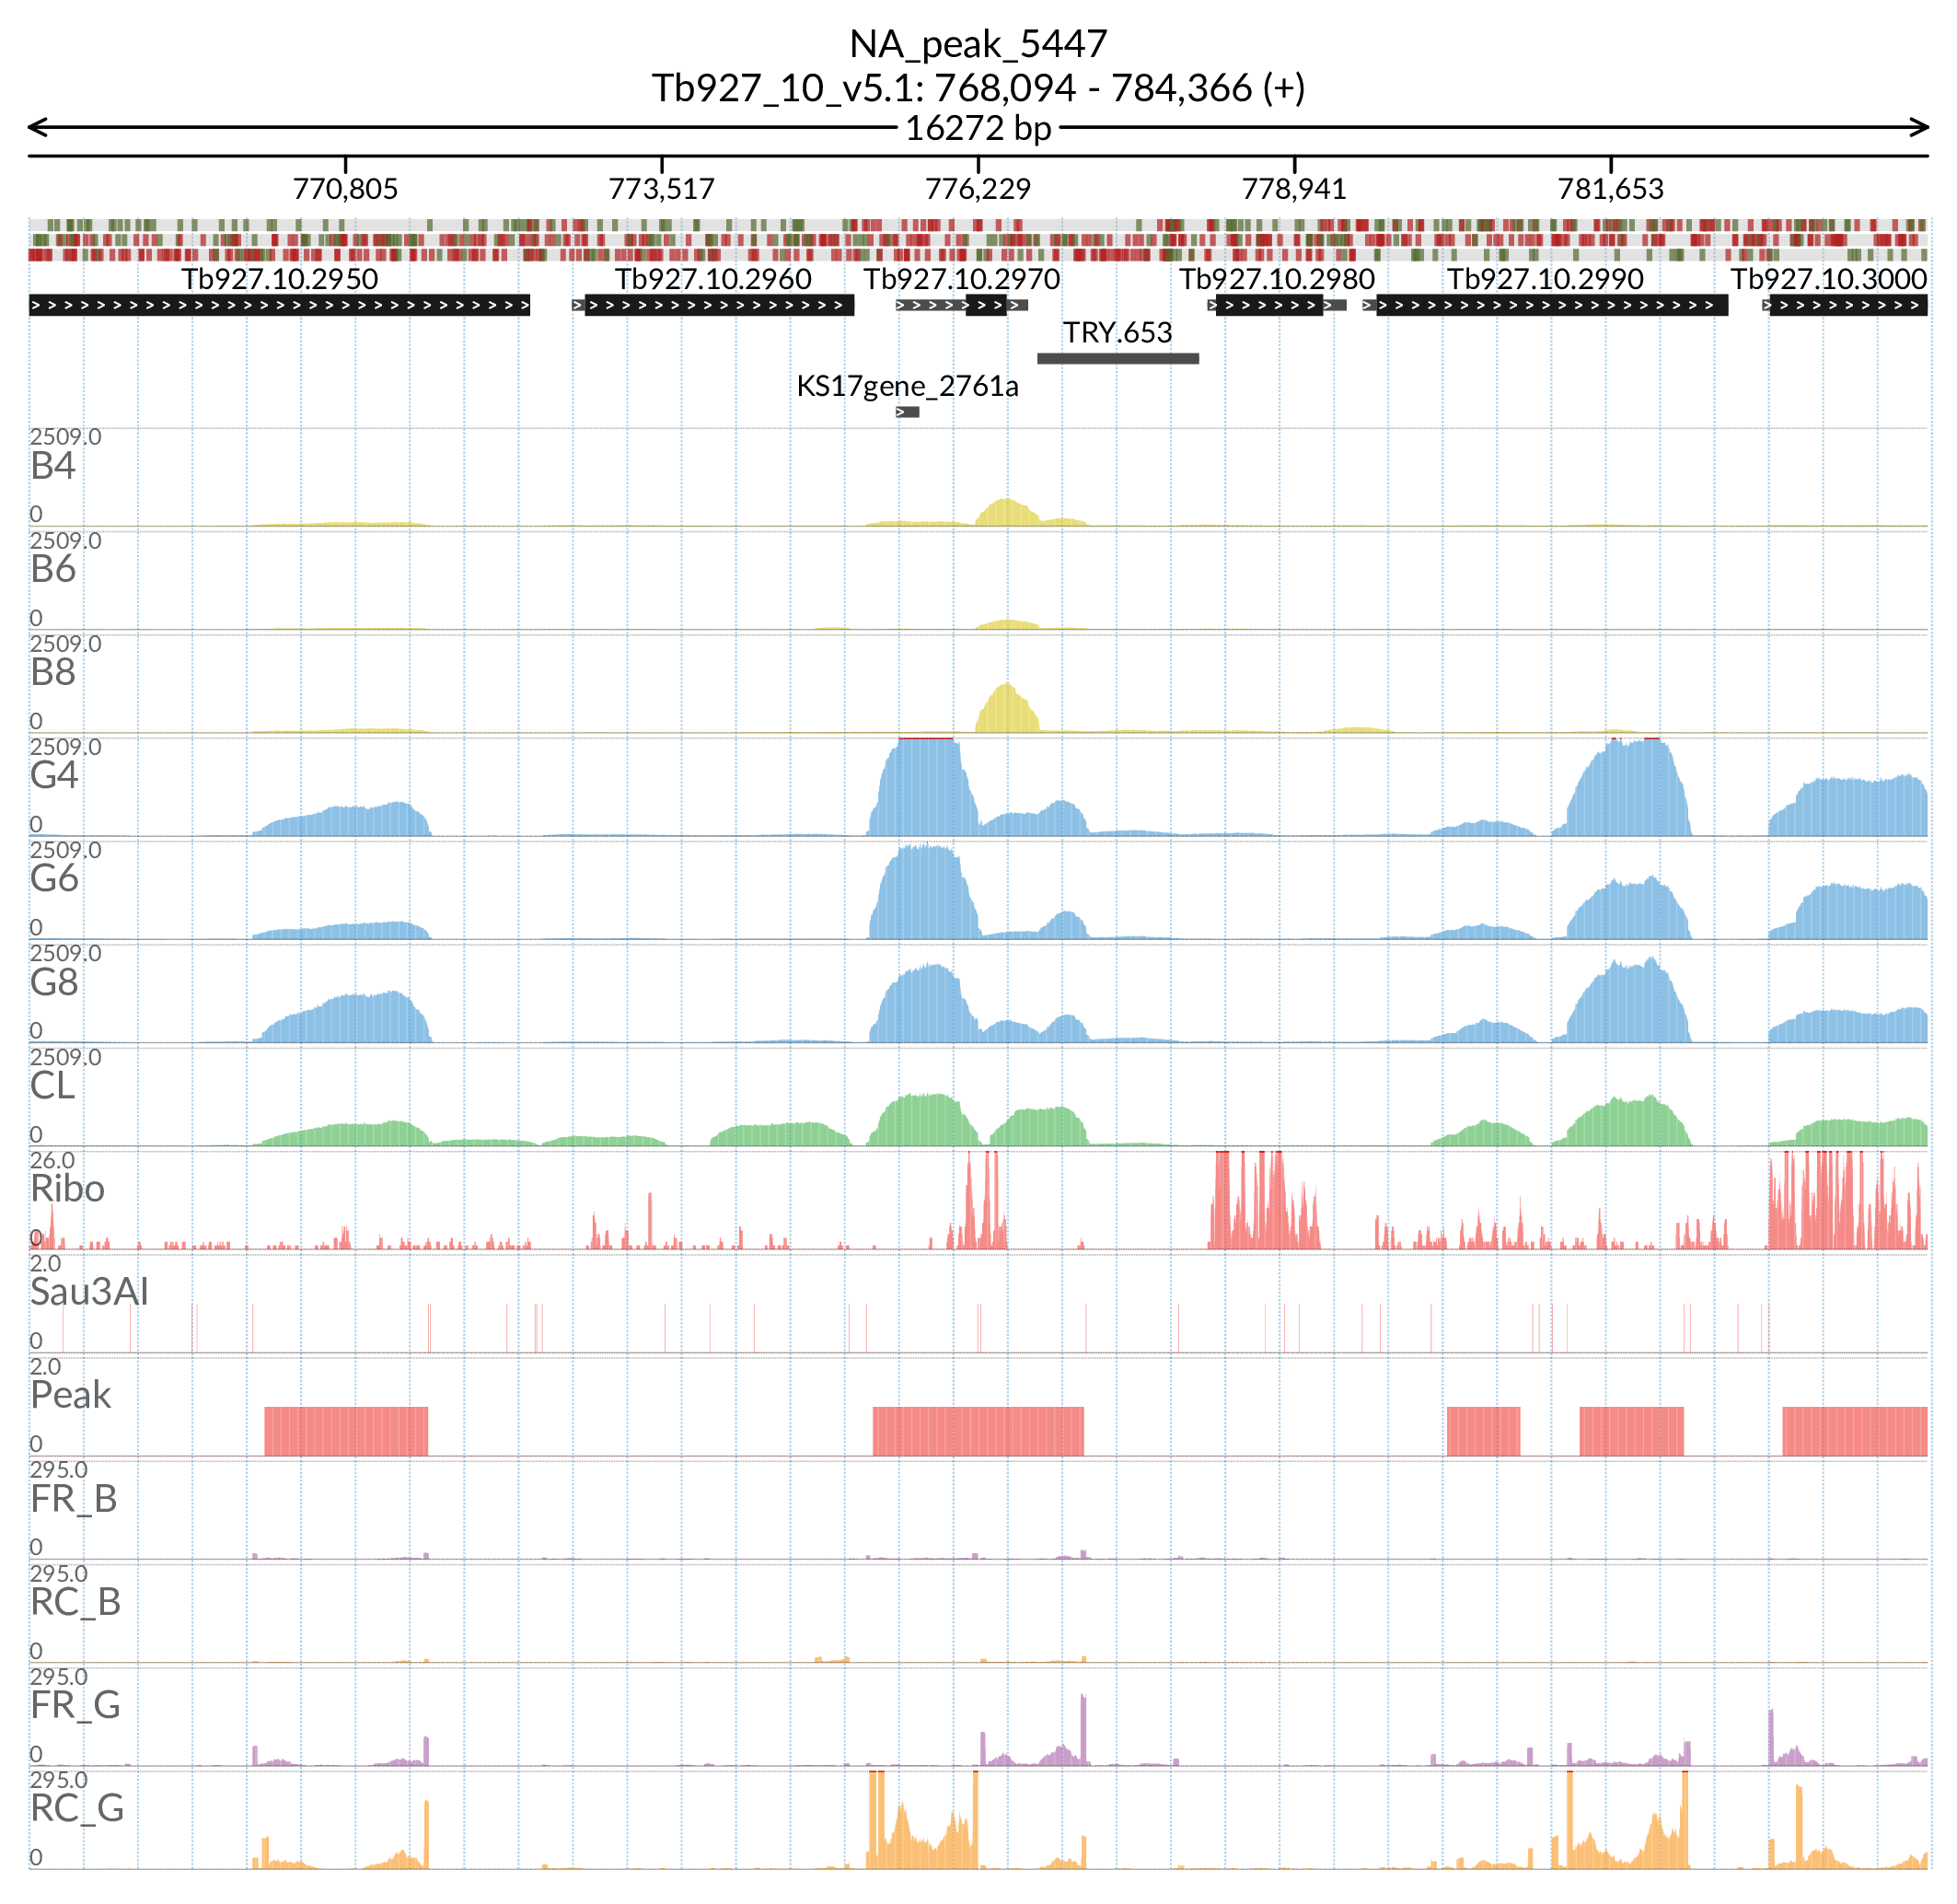 NA_peak_5447
Tb927_10_v5.1: 768,094 - 784,366 (+)
16272 bp
770,805 773,517 776,229 778,941 781,653
Tb927.10.2950 Tb927.10.2960 Tb927.10.2970 Tb927.10.2980 Tb927.10.2990 Tb927.10.3000
TRY.653
KS17gene_2761a
2509.0
B4
0
2509.0
B6
0
2509.0
B8
0
2509.0
G4
0
2509.0
G6
0
2509.0
G8
0
2509.0
CL
0
26.0
Ribo
0
2.0
Sau3AI
0
2.0
Peak
0
295.0
FR_B
0
295.0
RC_B
0
295.0
FR_G
0
295.0
RC_G
0